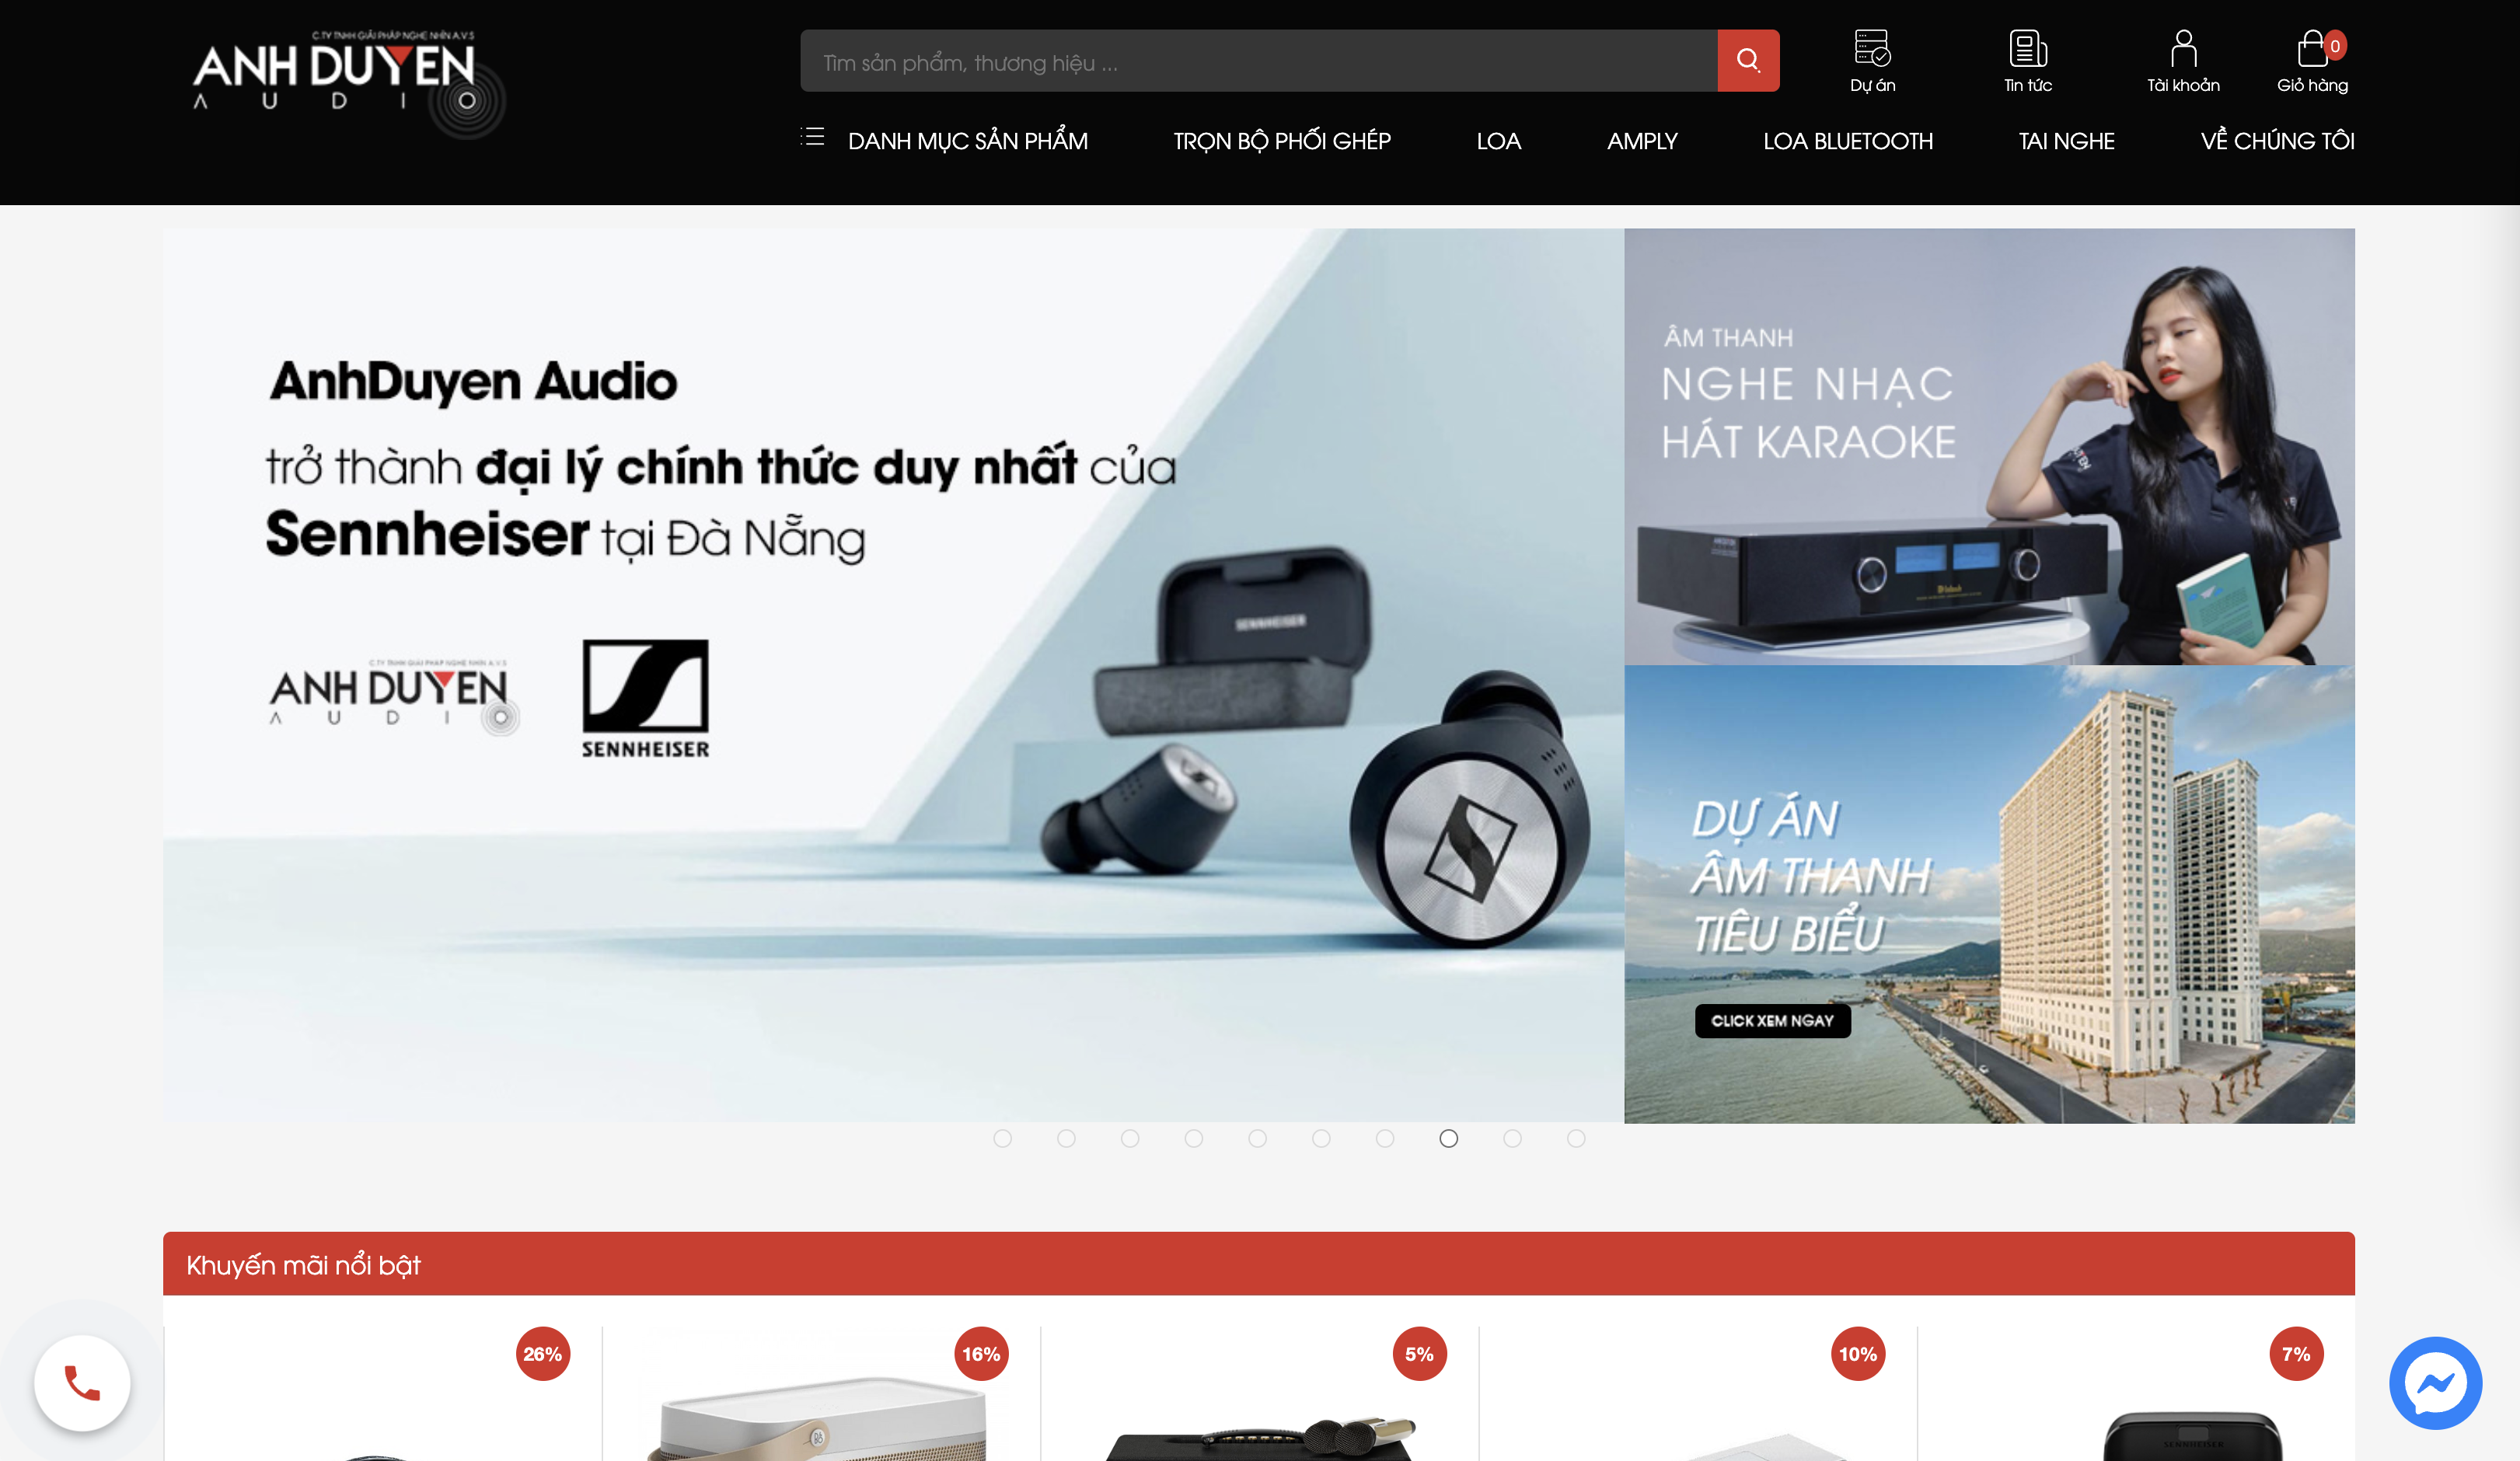 C.TY TNHH GIẢI PHÁP NGHE NHÌN A.V.S
ANH DUYEN
AUDIO
Tìm sản phẩm, thương hiệu ...
Dự án
Tin tức
Tài khoản
0
Giỏ hàng
DANH MỤC SẢN PHẨM
TRỌN BỘ PHỐI GHÉP
LOA
AMPLY
LOA BLUETOOTH
TAI NGHE
VỀ CHÚNG TÔI
AnhDuyen Audio
trở thành đại lý chính thức duy nhất của
Sennheiser tại Đà Nẵng
C.TY TNHH GIẢI PHÁP NGHE NHÌN A.V.S
ANH DUYEN
AUDIO
SENNHEISER
SENNHEISER
ÂM THANH
NGHE NHẠC
HÁT KARAOKE
DỰ ÁN
ÂM THANH
TIÊU BIỂU
CLICK XEM NGAY
Khuyến mãi nổi bật
26%
16%
5%
10%
7%
SENNHEISER